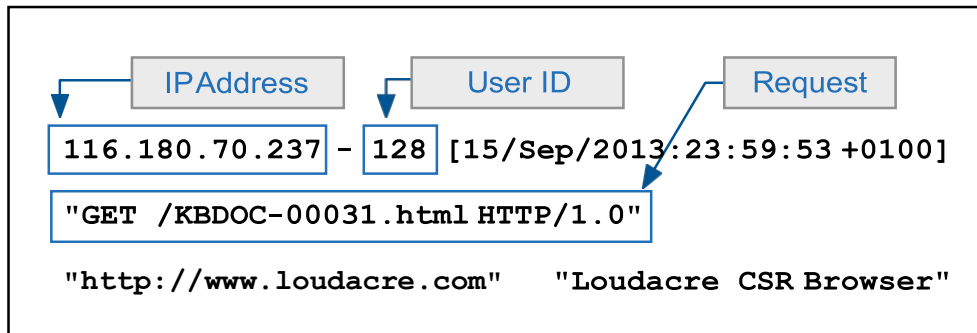 IPAddress User ID Request
116.180.70.237 - 128 [15/Sep/2013:23:59:53 +0100]
"GET /KBDOC-00031.html HTTP/1.0"
"http://www.loudacre.com" "Loudacre CSR Browser"